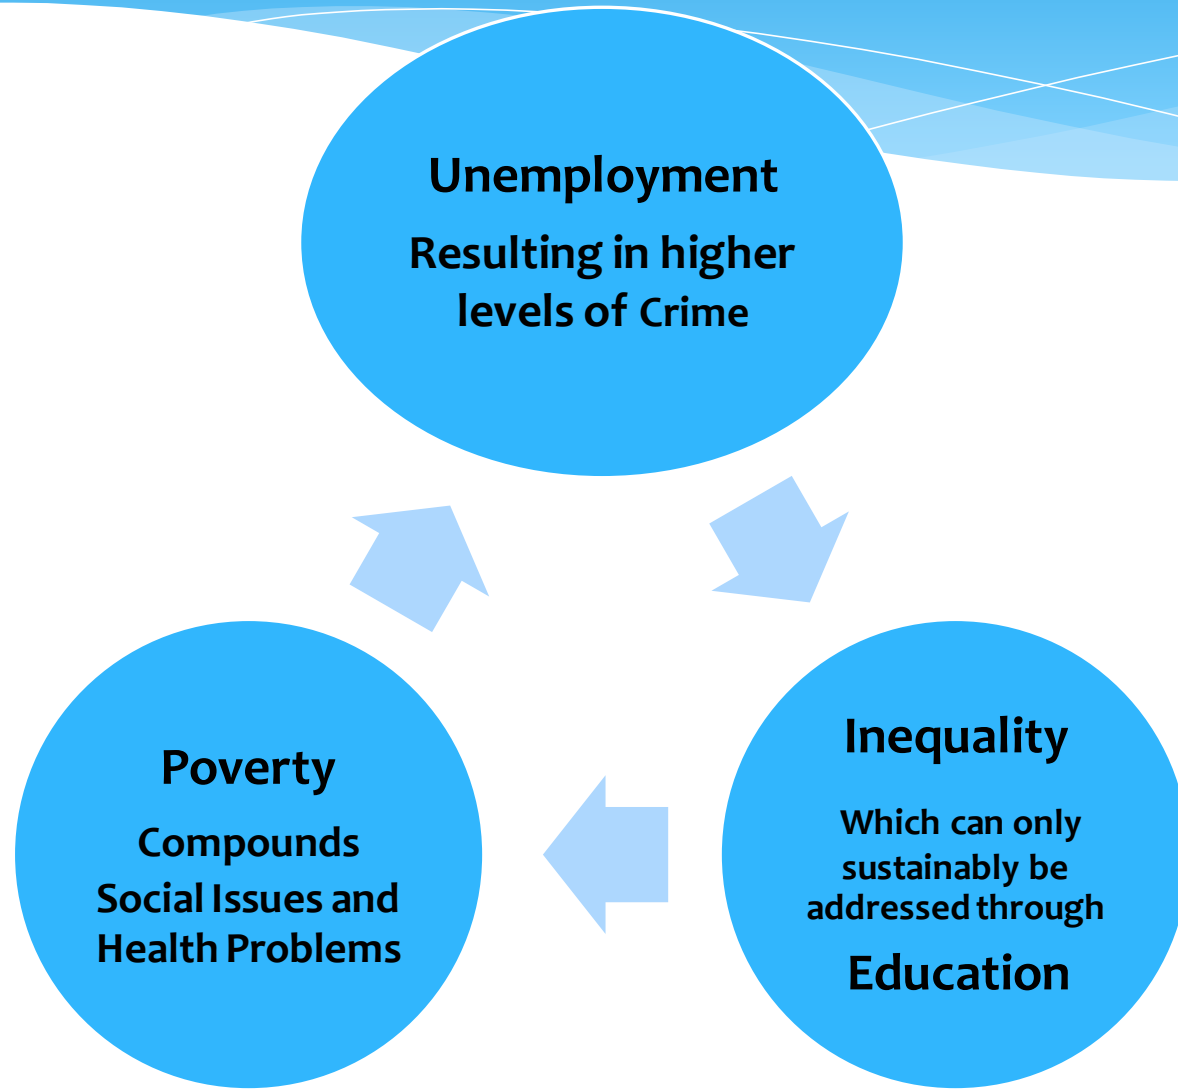 Unemployment
Resulting in higher
levels of Crime
Inequality
Which can only
sustainably be
addressed through
Education
Poverty
Compounds
Social Issues and
Health Problems